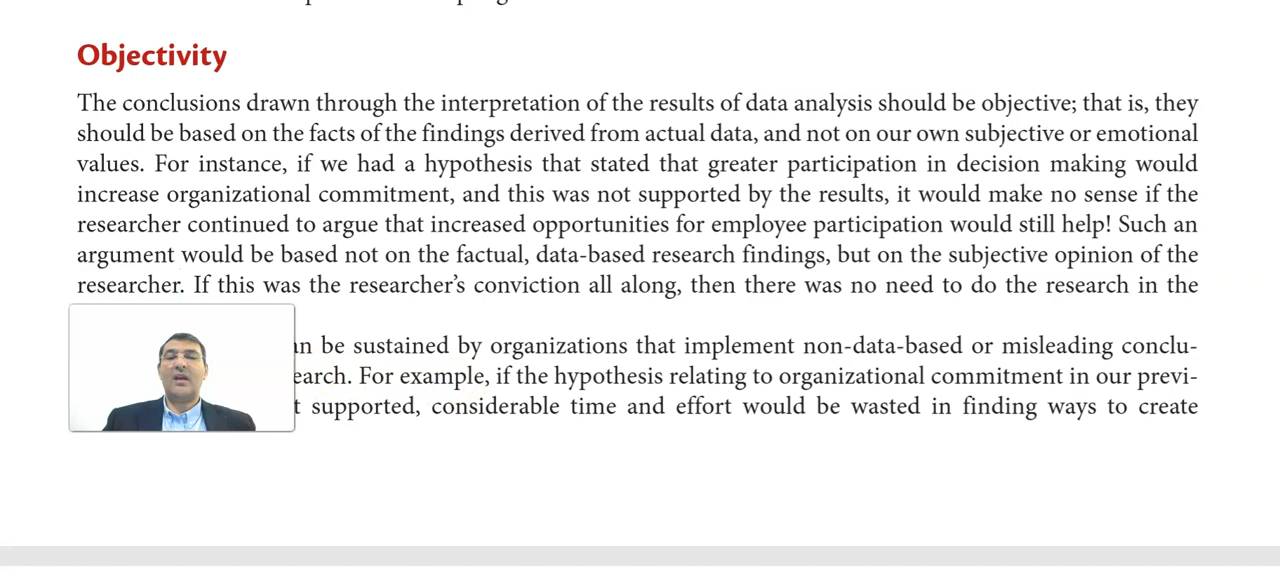 Objectivity
The conclusions drawn through the interpretation of the results of data analysis should be objective; that is, they
should be based on the facts of the findings derived from actual data, and not on our own subjective or emotional
values. For instance, if we had a hypothesis that stated that greater participation in decision making would
increase organizational commitment, and this was not supported by the results, it would make no sense if the
researcher continued to argue that increased opportunities for employee participation would still help! Such an
argument would be based not on the factual, data-based research findings, but on the subjective opinion of the
researcher. If this was the researcher's conviction all along, then there was no need to do the research in the
be sustained by organizations that implement non-data-based or misleading conclu-
For example, if the hypothesis relating to organizational commitment in our previ-
supported, considerable time and effort would be wasted in finding ways to create